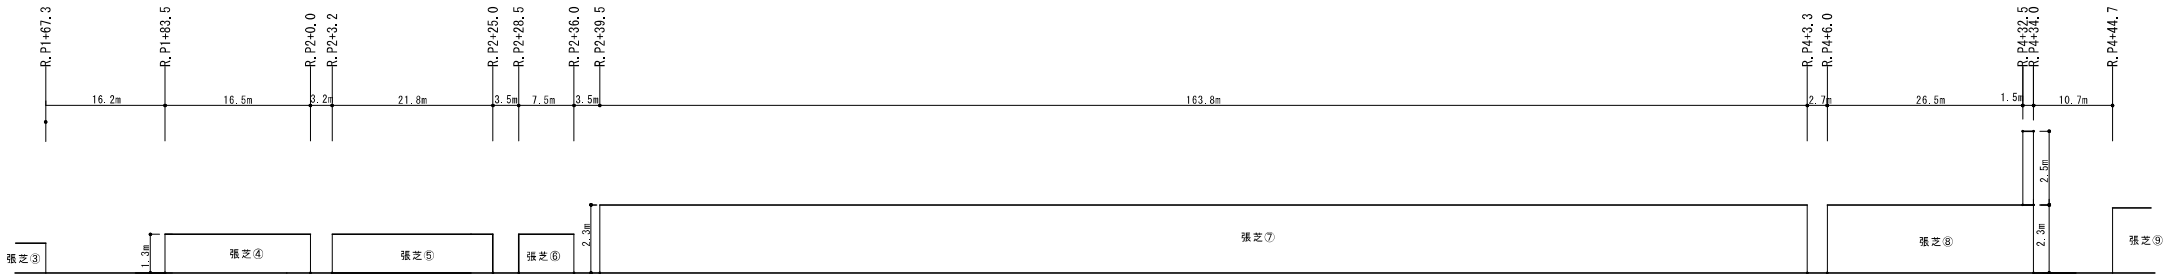 R.P1+67.3
R.P1+83.5
R.P2+0.0
R.P2+3.2
R.P2+25.0
R.P2+28.5
R.P2+36.0
R.P2+39.5
R.P4+3.3
R.P4+6.0
R.P4+32.5
R.P4+34.0
R.P4+44.7
16.2m
16.5m
3.2m
21.8m
3.5m
7.5m
3.5m
163.8m
2.7m
26.5m
1.5m
10.7m
2.5m
張芝③
1.3m
張芝④
張芝⑤
張芝⑥
2.3m
張芝⑦
張芝⑧
2.3m
張芝⑨